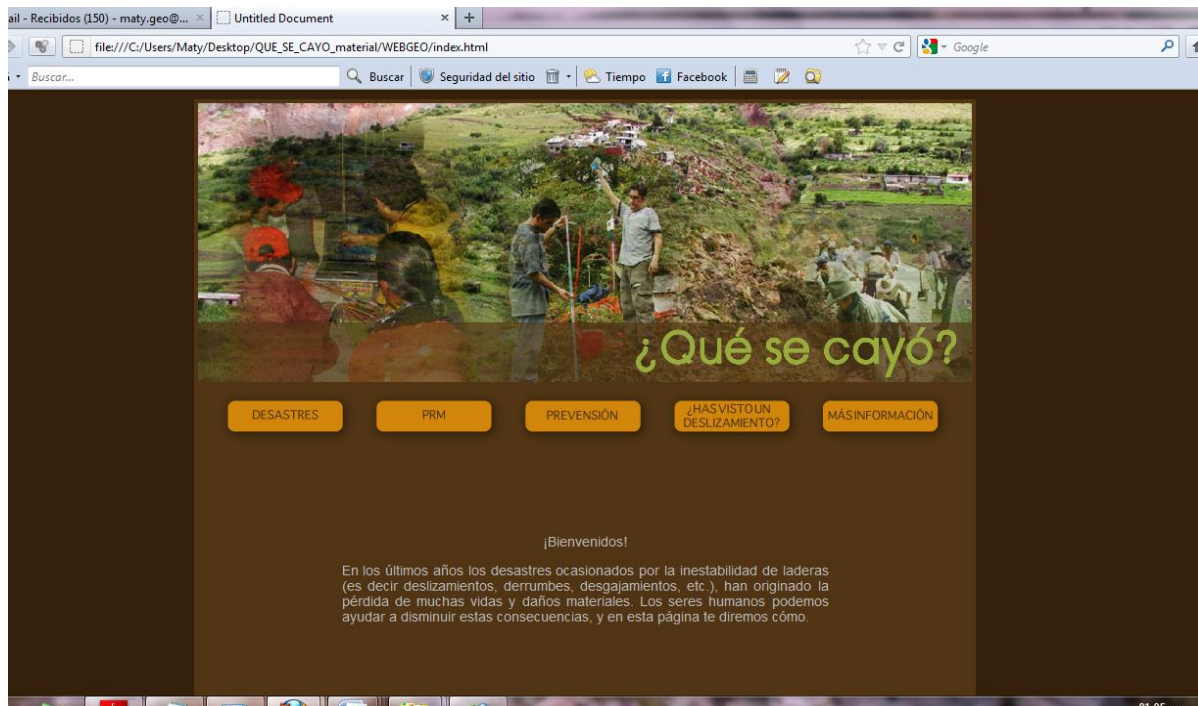 ail - Recibidos (150) - maty.geo@... ×
Untitled Document ×
+
file:///C:/Users/Maty/Desktop/QUE_SE_CAYO_material/WEBGEO/index.html
Google
Buscar...
Buscar
Seguridad del sitio
Tiempo
Facebook
¿Qué se cayó?
DESASTRES
PRM
PREVENSIÓN
¿HAS VISTO UN
DESLIZAMIENTO?
MÁS INFORMACIÓN
¡Bienvenidos!
En los últimos años los desastres ocasionados por la inestabilidad de laderas
(es decir deslizamientos, derrumbes, desgajamientos, etc.), han originado la
pérdida de muchas vidas y daños materiales. Los seres humanos podemos
ayudar a disminuir estas consecuencias, y en esta página te diremos cómo.